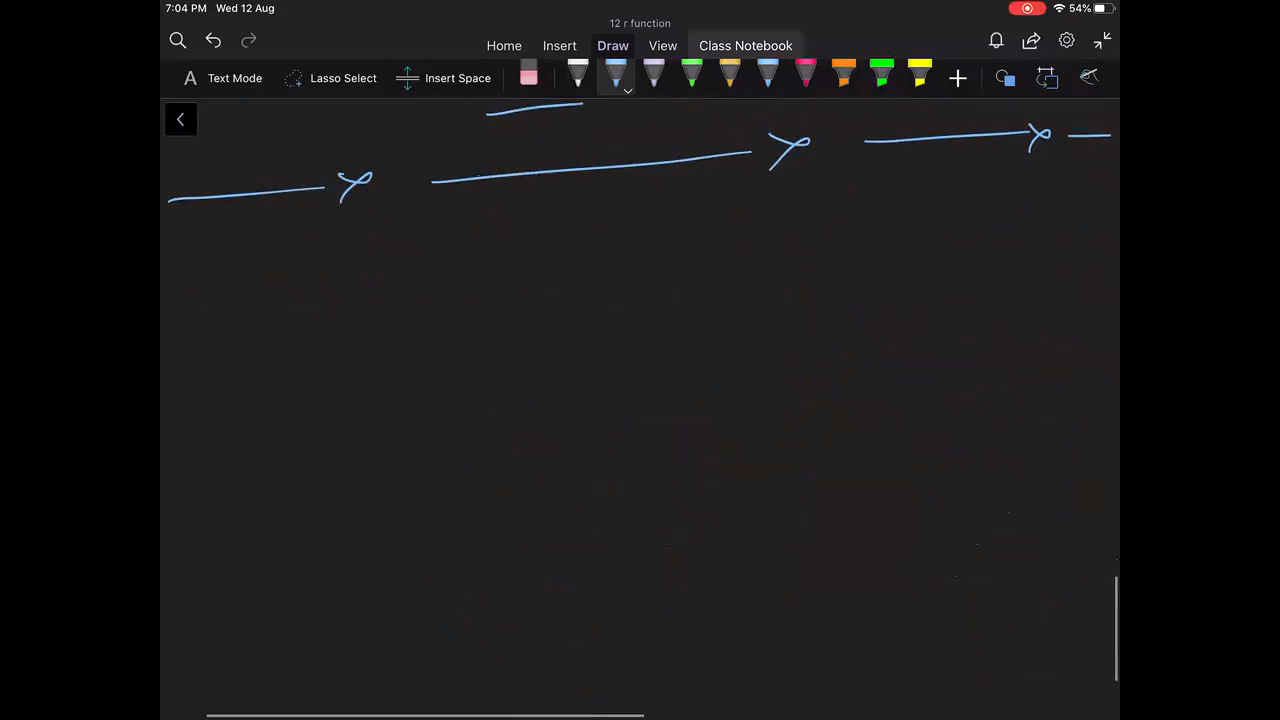 7:04 PM Wed 12 Aug
54%
12 r function
Home Insert Draw View Class Notebook
A Text Mode Lasso Select Insert Space